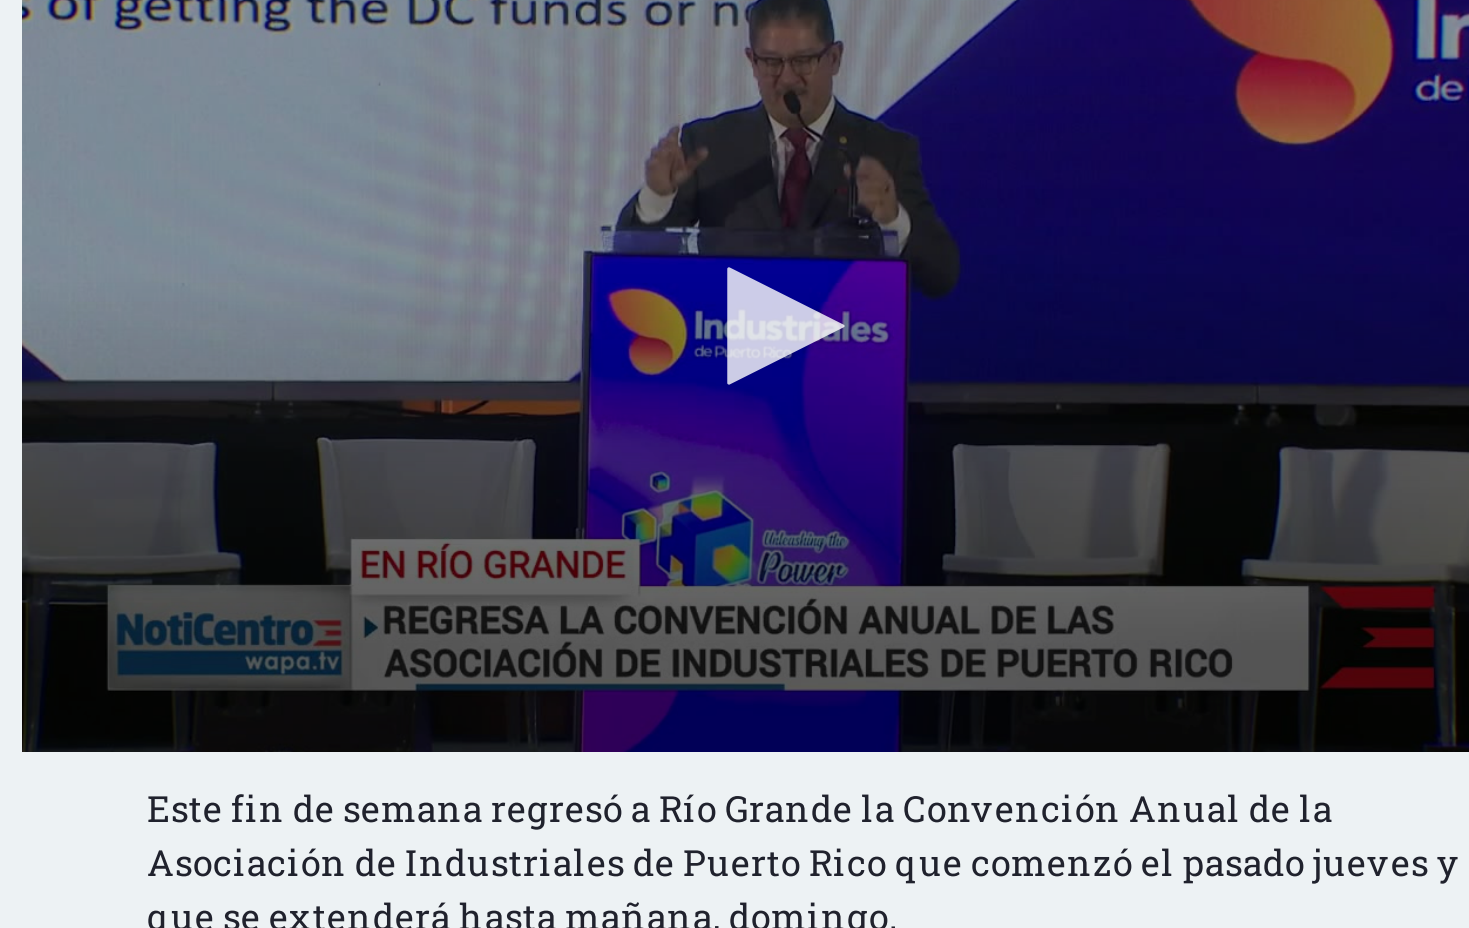 of getting the DC funds or
In
de
Industriales
de Puerto Rico
Unleashing the
Power
EN RÍO GRANDE
NotiCentro
wapa.tv
REGRESA LA CONVENCIÓN ANUAL DE LAS
ASOCIACIÓN DE INDUSTRIALES DE PUERTO RICO
Este fin de semana regresó a Río Grande la Convención Anual de la
Asociación de Industriales de Puerto Rico que comenzó el pasado jueves y
que se extenderá hasta mañana, domingo.